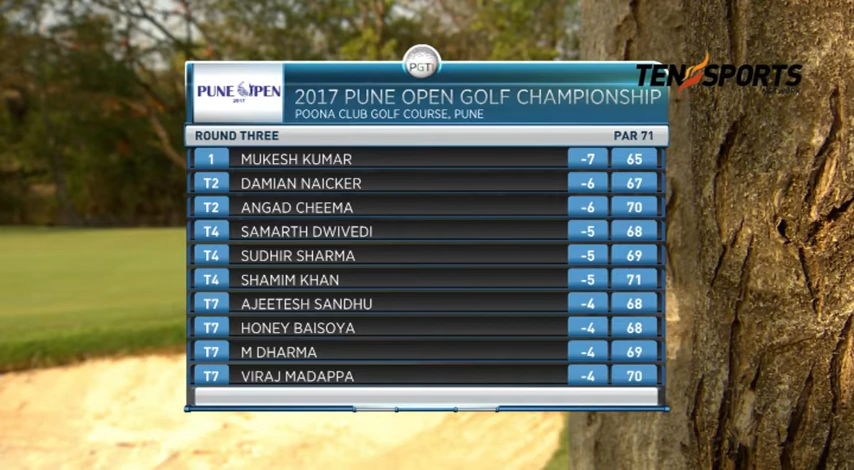 PGT
TEN SPORTS
NETWORK
PUNE OPEN
2017
2017 PUNE OPEN GOLF CHAMPIONSHIP
POONA CLUB GOLF COURSE, PUNE
ROUND THREE PAR 71
1 MUKESH KUMAR -7 65
T2 DAMIAN NAICKER -6 67
T2 ANGAD CHEEMA -6 70
T4 SAMARTH DWIVEDI -5 68
T4 SUDHIR SHARMA -5 69
T4 SHAMIM KHAN -5 71
T7 AJEETESH SANDHU -4 68
T7 HONEY BAISOYA -4 68
T7 M DHARMA -4 69
T7 VIRAJ MADAPPA -4 70